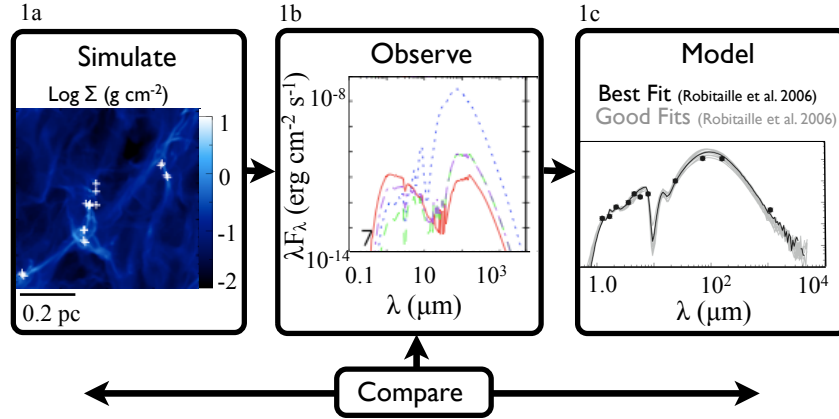 1a
Simulate
Log Σ (g cm-2)
1
0
-1
-2
0.2 pc
1b
Observe
λFλ (erg cm-2 s-1)
10-8
10-14
0.1
10
104
λ (μm)
1c
Model
Best Fit (Robitaille et al. 2006)
Good Fits (Robitaille et al. 2006)
1.0
102
104
λ (μm)
Compare